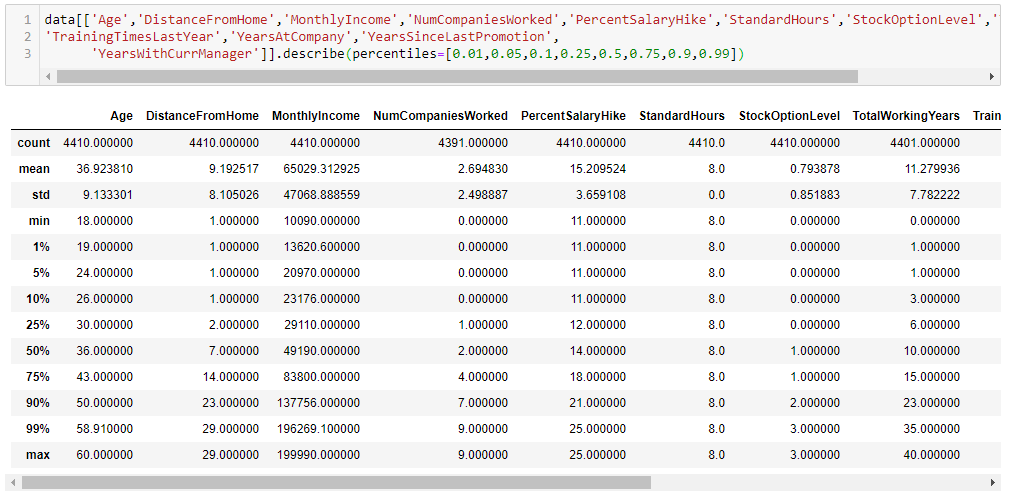 1 data[['Age','DistanceFromHome','MonthlyIncome','NumCompaniesWorked','PercentSalaryHike','StandardHours','StockOptionLevel','
2 'TrainingTimesLastYear','YearsAtCompany','YearsSinceLastPromotion',
3 'YearsWithCurrManager']].describe(percentiles=[0.01,0.05,0.1,0.25,0.5,0.75,0.9,0.99])
Age DistanceFromHome MonthlyIncome NumCompaniesWorked PercentSalaryHike StandardHours StockOptionLevel TotalWorkingYears Train
count 4410.000000 4410.000000 4410.000000 4391.000000 4410.000000 4410.0 4410.000000 4401.000000
mean 36.923810 9.192517 65029.312925 2.694830 15.209524 8.0 0.793878 11.279936
std 9.133301 8.105026 47068.888559 2.498887 3.659108 0.0 0.851883 7.782222
min 18.000000 1.000000 10090.000000 0.000000 11.000000 8.0 0.000000 0.000000
1% 19.000000 1.000000 13620.600000 0.000000 11.000000 8.0 0.000000 1.000000
5% 24.000000 1.000000 20970.000000 0.000000 11.000000 8.0 0.000000 1.000000
10% 26.000000 1.000000 23176.000000 0.000000 11.000000 8.0 0.000000 3.000000
25% 30.000000 2.000000 29110.000000 1.000000 12.000000 8.0 0.000000 6.000000
50% 36.000000 7.000000 49190.000000 2.000000 14.000000 8.0 1.000000 10.000000
75% 43.000000 14.000000 83800.000000 4.000000 18.000000 8.0 1.000000 15.000000
90% 50.000000 23.000000 137756.000000 7.000000 21.000000 8.0 2.000000 23.000000
99% 58.910000 29.000000 196269.100000 9.000000 25.000000 8.0 3.000000 35.000000
max 60.000000 29.000000 199990.000000 9.000000 25.000000 8.0 3.000000 40.000000